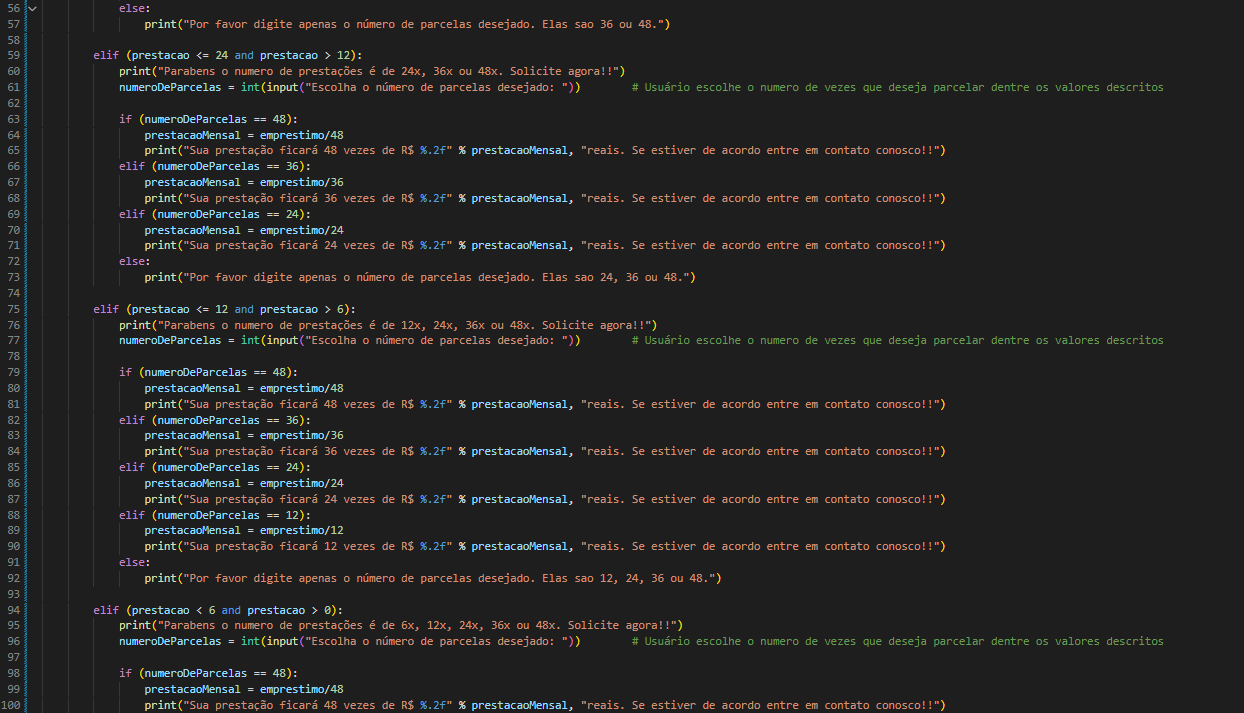 56 else:
57 print("Por favor digite apenas o número de parcelas desejado. Elas sao 36 ou 48.")
58
59 elif (prestacao <= 24 and prestacao > 12):
60 print("Parabens o numero de prestações é de 24x, 36x ou 48x. Solicite agora!!")
61 numeroDeParcelas = int(input("Escolha o número de parcelas desejado: ")) # Usuário escolhe o numero de vezes que deseja parcelar dentre os valores descritos
62
63 if (numeroDeParcelas == 48):
64 prestacaoMensal = emprestimo/48
65 print("Sua prestação ficará 48 vezes de R$ %.2f" % prestacaoMensal, "reais. Se estiver de acordo entre em contato conosco!!")
66 elif (numeroDeParcelas == 36):
67 prestacaoMensal = emprestimo/36
68 print("Sua prestação ficará 36 vezes de R$ %.2f" % prestacaoMensal, "reais. Se estiver de acordo entre em contato conosco!!")
69 elif (numeroDeParcelas == 24):
70 prestacaoMensal = emprestimo/24
71 print("Sua prestação ficará 24 vezes de R$ %.2f" % prestacaoMensal, "reais. Se estiver de acordo entre em contato conosco!!")
72 else:
73 print("Por favor digite apenas o número de parcelas desejado. Elas sao 24, 36 ou 48.")
74
75 elif (prestacao <= 12 and prestacao > 6):
76 print("Parabens o numero de prestações é de 12x, 24x, 36x ou 48x. Solicite agora!!")
77 numeroDeParcelas = int(input("Escolha o número de parcelas desejado: ")) # Usuário escolhe o numero de vezes que deseja parcelar dentre os valores descritos
78
79 if (numeroDeParcelas == 48):
80 prestacaoMensal = emprestimo/48
81 print("Sua prestação ficará 48 vezes de R$ %.2f" % prestacaoMensal, "reais. Se estiver de acordo entre em contato conosco!!")
82 elif (numeroDeParcelas == 36):
83 prestacaoMensal = emprestimo/36
84 print("Sua prestação ficará 36 vezes de R$ %.2f" % prestacaoMensal, "reais. Se estiver de acordo entre em contato conosco!!")
85 elif (numeroDeParcelas == 24):
86 prestacaoMensal = emprestimo/24
87 print("Sua prestação ficará 24 vezes de R$ %.2f" % prestacaoMensal, "reais. Se estiver de acordo entre em contato conosco!!")
88 elif (numeroDeParcelas == 12):
89 prestacaoMensal = emprestimo/12
90 print("Sua prestação ficará 12 vezes de R$ %.2f" % prestacaoMensal, "reais. Se estiver de acordo entre em contato conosco!!")
91 else:
92 print("Por favor digite apenas o número de parcelas desejado. Elas sao 12, 24, 36 ou 48.")
93
94 elif (prestacao < 6 and prestacao > 0):
95 print("Parabens o numero de prestações é de 6x, 12x, 24x, 36x ou 48x. Solicite agora!!")
96 numeroDeParcelas = int(input("Escolha o número de parcelas desejado: ")) # Usuário escolhe o numero de vezes que deseja parcelar dentre os valores descritos
97
98 if (numeroDeParcelas == 48):
99 prestacaoMensal = emprestimo/48
100 print("Sua prestação ficará 48 vezes de R$ %.2f" % prestacaoMensal, "reais. Se estiver de acordo entre em contato conosco!!")